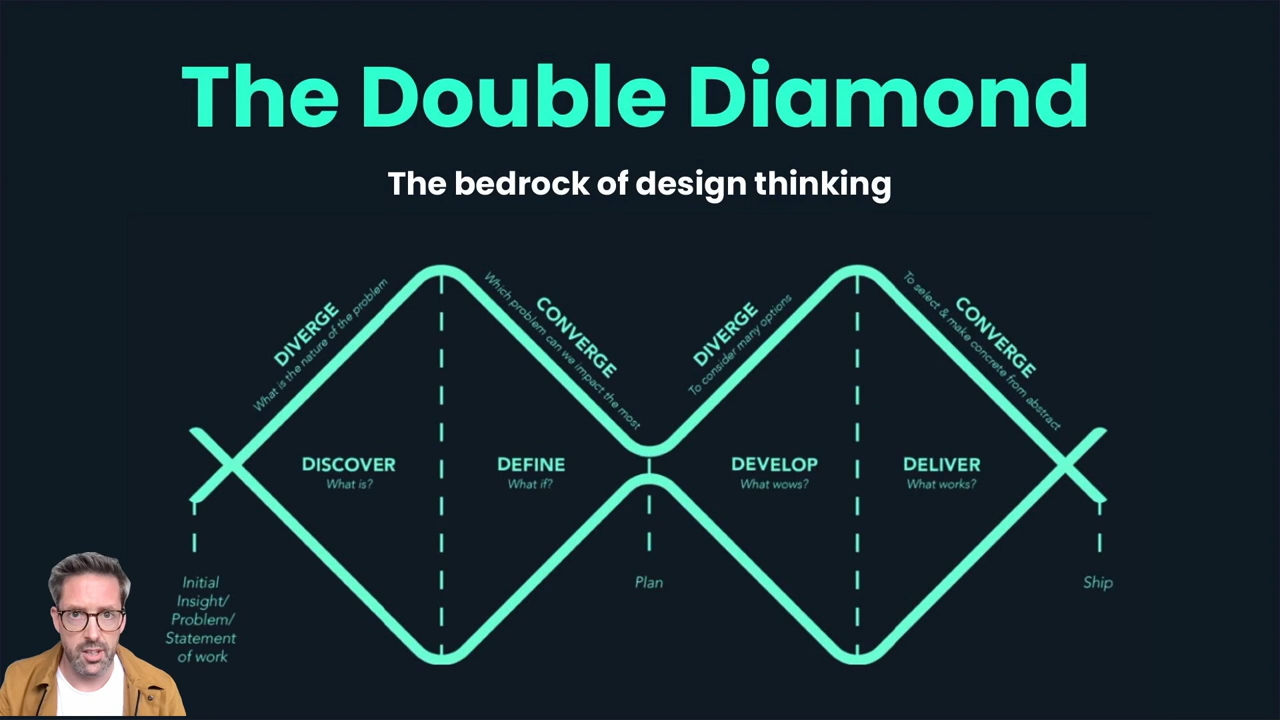 The Double Diamond
The bedrock of design thinking
DIVERGE
What is the nature of the problem
CONVERGE
Which problem can we impact the most
DIVERGE
To consider many options
CONVERGE
To select & make concrete from abstract
DISCOVER
What is?
DEFINE
What if?
DEVELOP
What wows?
DELIVER
What works?
Initial
Insight/
Problem/
Statement
of work
Plan
Ship